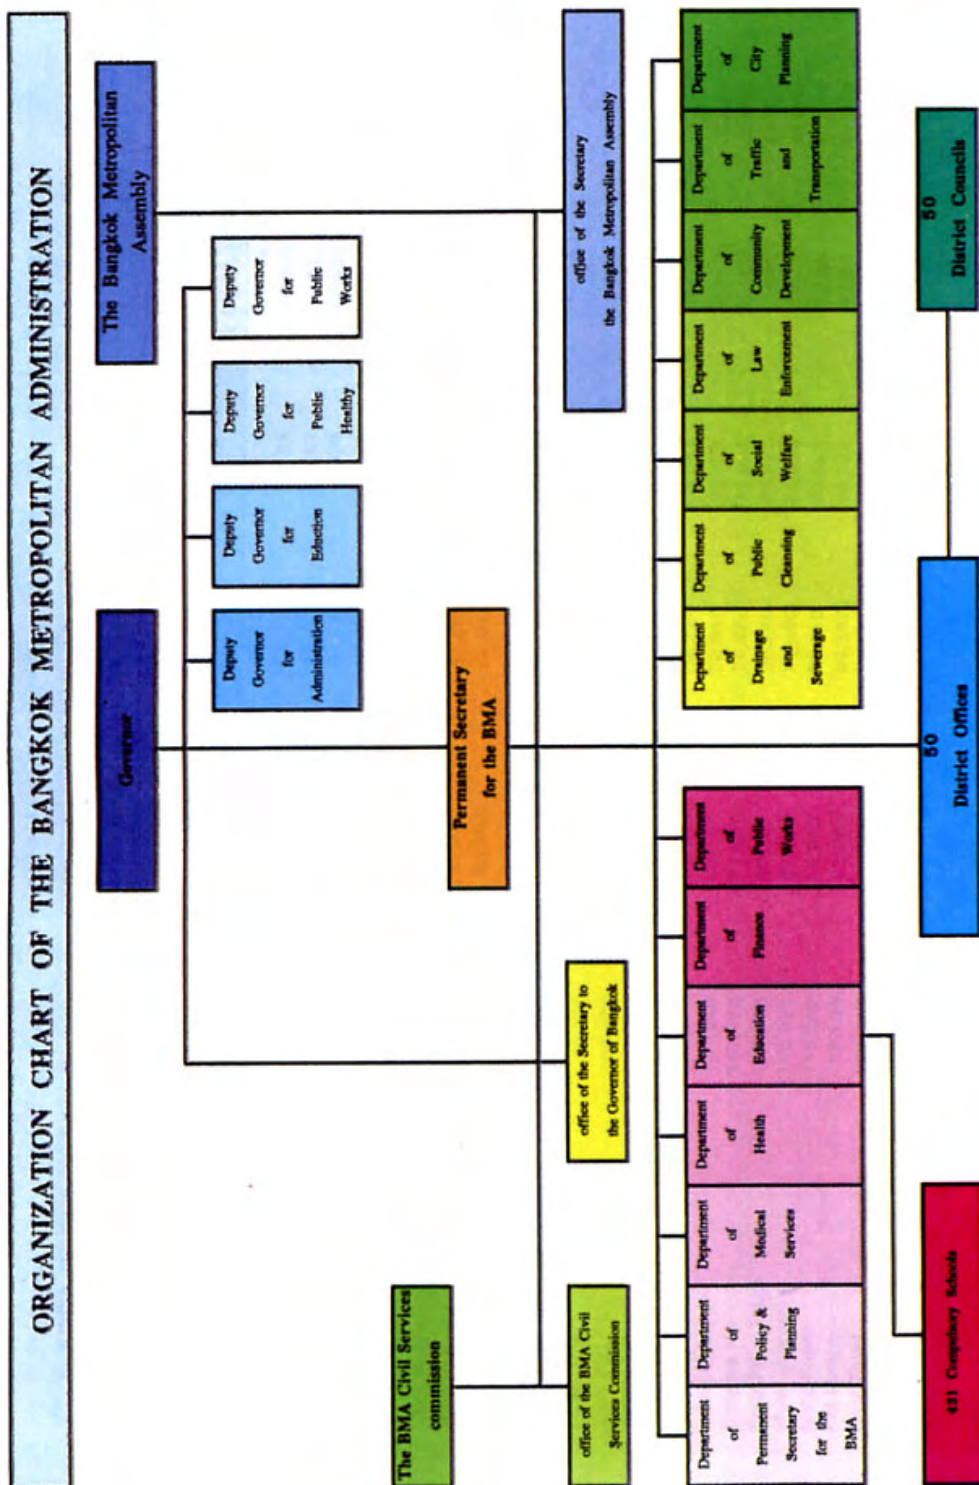 ORGANIZATION CHART OF THE BANGKOK METROPOLITAN ADMINISTRATION
Governor
The Bangkok Metropolitan
Assembly
Deputy
Governor
for
Administration
Deputy
Governor
for
Eduction
Deputy
Governor
for
Public
Healthy
Deputy
Governor
for
Public
Works
The BMA Civil Services
commission
Permanent Secretary
for the BMA
office of the BMA Civil
Services Commission
office of the Secretary to
the Governor of Bangkok
office of the Secretary
the Bangkok Metropolitan Assembly
Department
of
Permanent
Secretary
for the
BMA
Department
of
Policy &
Planning
Department
of
Medical
Services
Department
of
Health
Department
of
Education
Department
of
Finance
Department
of
Public
Works
Department
of
Drainage
and
Sewerage
Department
of
Public
Cleansing
Department
of
Social
Welfare
Department
of
Law
Enforcement
Department
of
Community
Development
Department
of
Traffic
and
Transportation
Department
of
City
Planning
431 Compulsory Schools
50
District Offices
50
District Councils